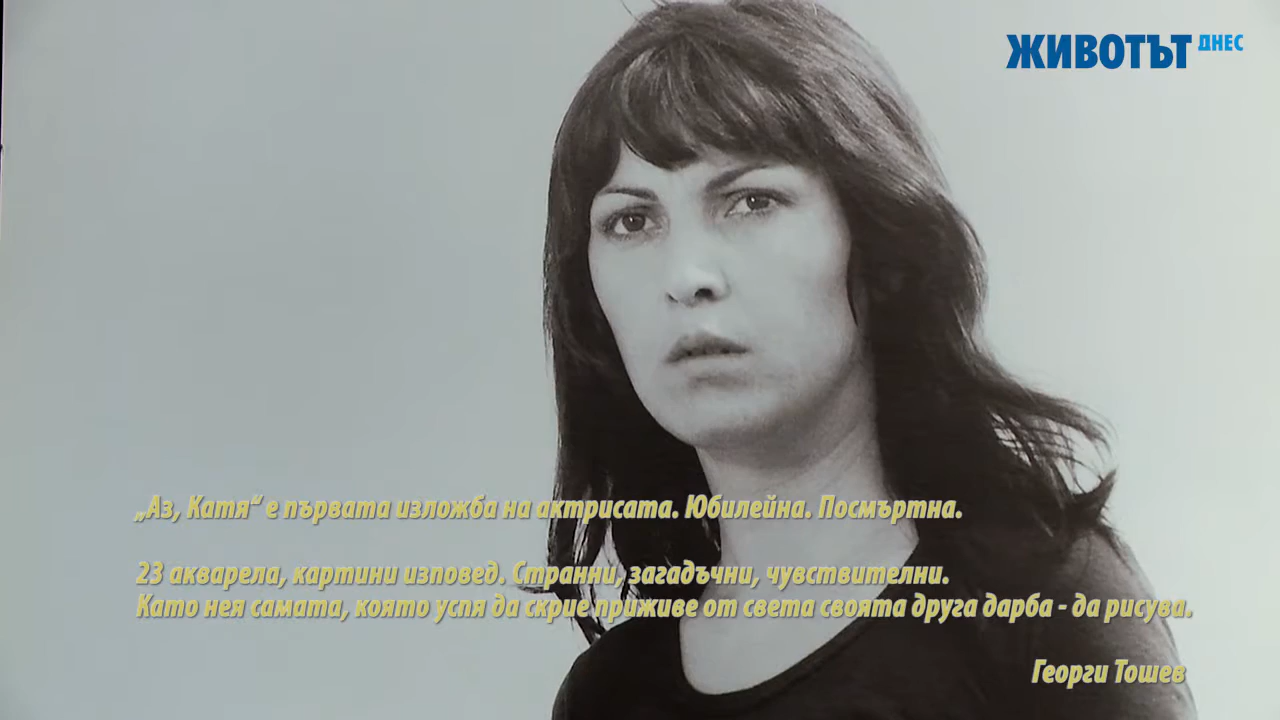 ЖИВОТЪТ ДНЕС
„Аз, Катя“ е първата изложба на актрисата. Юбилейна. Посмъртна.
23 акварела, картини изповед. Странни, загадъчни, чувствителни.
Като нея самата, която успя да скрие приживе от света своята друга дарба - да рисува.
Георги Тошев